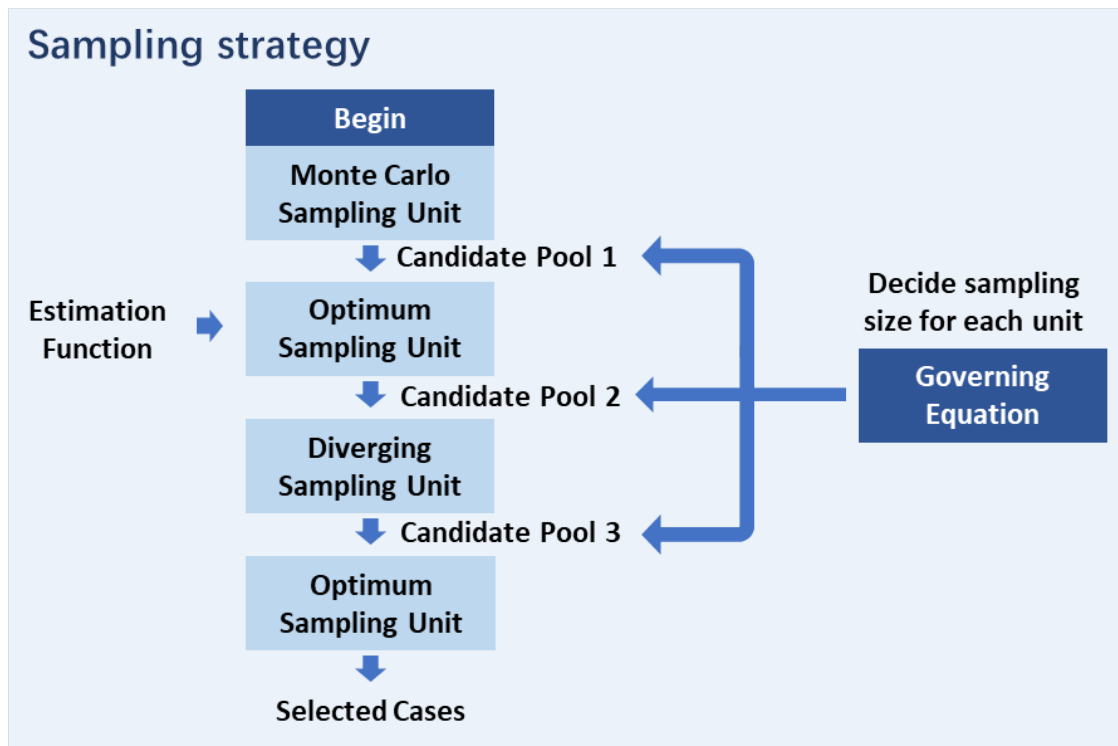 Sampling strategy
Begin
Monte Carlo
Sampling Unit
Candidate Pool 1
Estimation
Function
Optimum
Sampling Unit
Candidate Pool 2
Diverging
Sampling Unit
Candidate Pool 3
Optimum
Sampling Unit
Selected Cases
Decide sampling
size for each unit
Governing
Equation